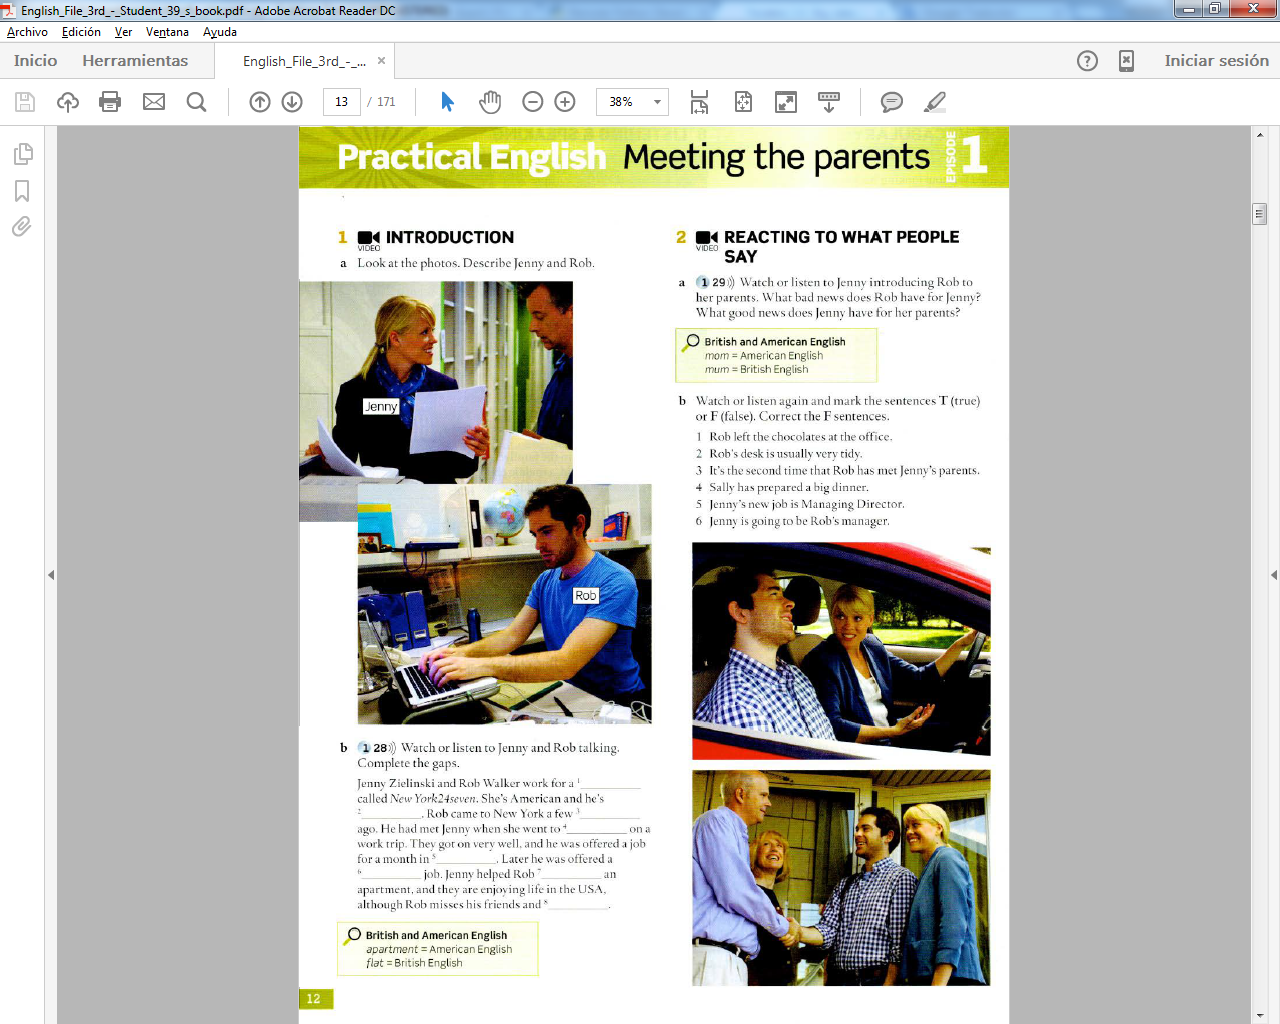 English_File_3rd_-_Student_39_s_book.pdf - Adobe Acrobat Reader DC
Archivo Edición Ver Ventana Ayuda
Inicio Herramientas English_File_3rd_-_... × Iniciar sesión
13 / 171 38%
Practical English Meeting the parents EPISODE 1
1 VIDEO INTRODUCTION
a Look at the photos. Describe Jenny and Rob.
Jenny
Rob
b 1 28 Watch or listen to Jenny and Rob talking.
Complete the gaps.
Jenny Zielinski and Rob Walker work for a 1
called New York24seven. She's American and he's
2 . Rob came to New York a few 3
ago. He had met Jenny when she went to 4 on a
work trip. They got on very well, and he was offered a job
for a month in 5 . Later he was offered a
6 job. Jenny helped Rob 7 an
apartment, and they are enjoying life in the USA,
although Rob misses his friends and 8 .
British and American English
apartment = American English
flat = British English
12
2 VIDEO REACTING TO WHAT PEOPLE
SAY
a 1 29 Watch or listen to Jenny introducing Rob to
her parents. What bad news does Rob have for Jenny?
What good news does Jenny have for her parents?
British and American English
mom = American English
mum = British English
b Watch or listen again and mark the sentences T (true)
or F (false). Correct the F sentences.
1 Rob left the chocolates at the office.
2 Rob's desk is usually very tidy.
3 It's the second time that Rob has met Jenny's parents.
4 Sally has prepared a big dinner.
5 Jenny's new job is Managing Director.
6 Jenny is going to be Rob's manager.